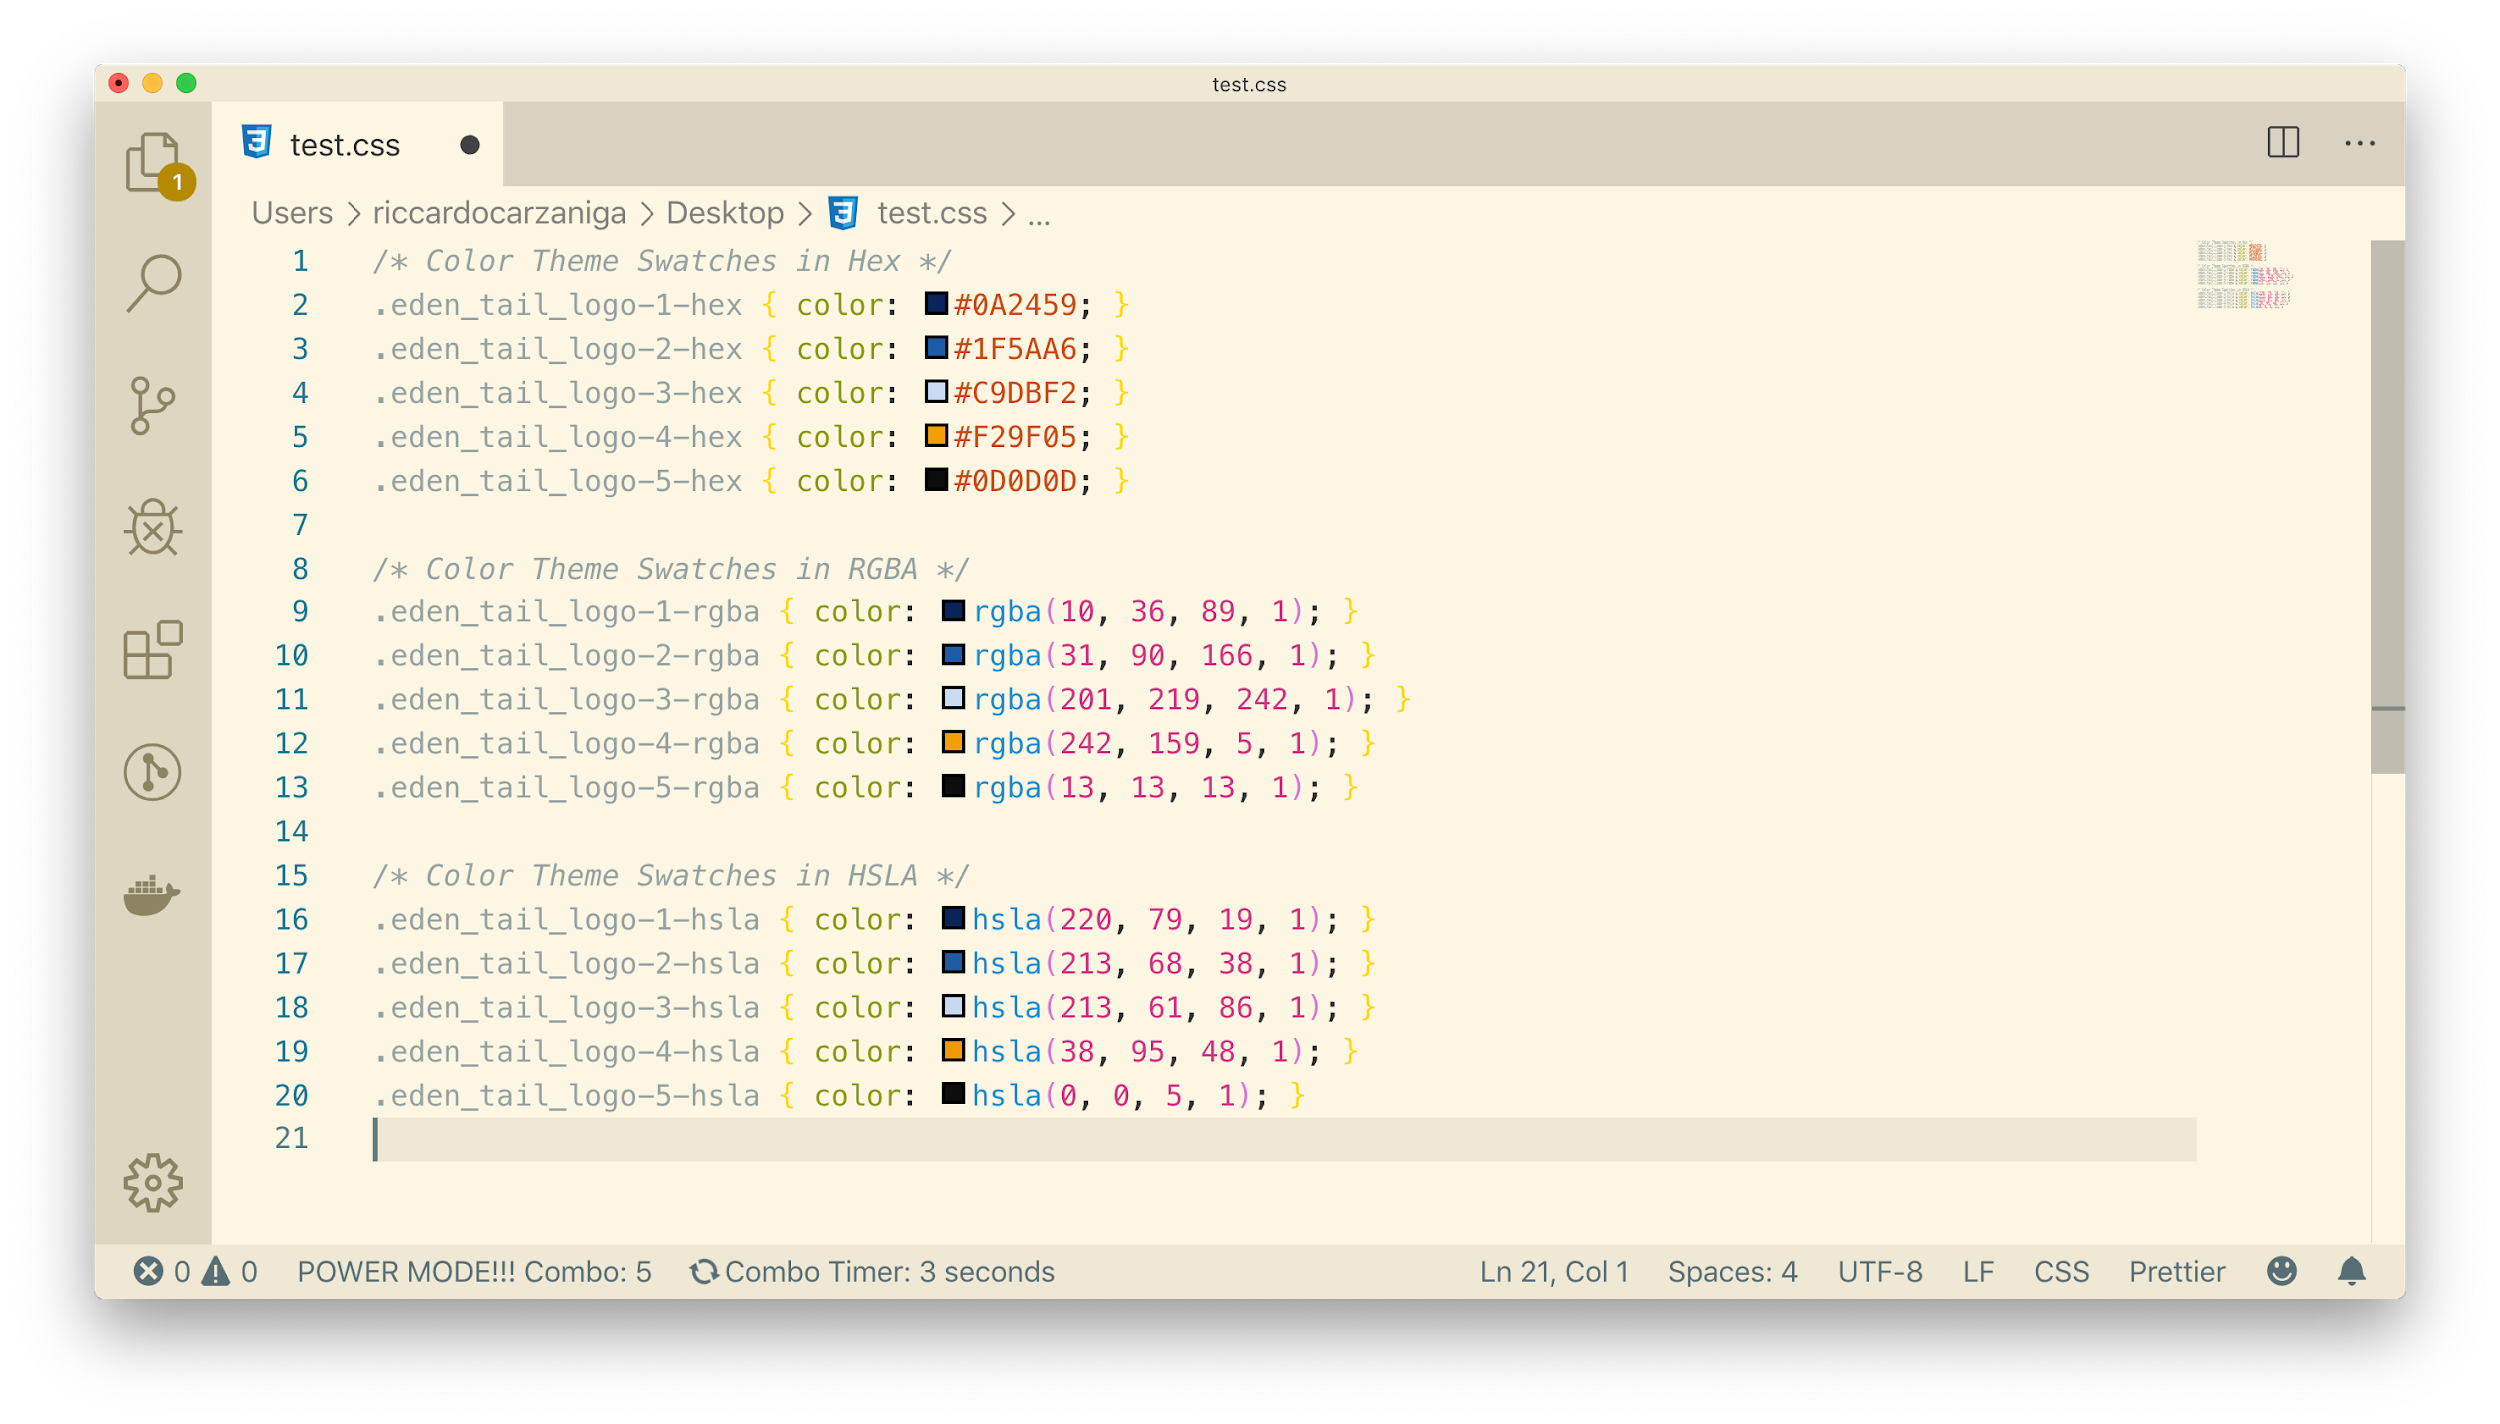 test.css
test.css
1
Users > riccardocarzaniga > Desktop > test.css > ...
1 /* Color Theme Swatches in Hex */
2 .eden_tail_logo-1-hex { color: #0A2459; }
3 .eden_tail_logo-2-hex { color: #1F5AA6; }
4 .eden_tail_logo-3-hex { color: #C9DBF2; }
5 .eden_tail_logo-4-hex { color: #F29F05; }
6 .eden_tail_logo-5-hex { color: #0D0D0D; }
7
8 /* Color Theme Swatches in RGBA */
9 .eden_tail_logo-1-rgba { color: rgba(10, 36, 89, 1); }
10 .eden_tail_logo-2-rgba { color: rgba(31, 90, 166, 1); }
11 .eden_tail_logo-3-rgba { color: rgba(201, 219, 242, 1); }
12 .eden_tail_logo-4-rgba { color: rgba(242, 159, 5, 1); }
13 .eden_tail_logo-5-rgba { color: rgba(13, 13, 13, 1); }
14
15 /* Color Theme Swatches in HSLA */
16 .eden_tail_logo-1-hsla { color: hsla(220, 79, 19, 1); }
17 .eden_tail_logo-2-hsla { color: hsla(213, 68, 38, 1); }
18 .eden_tail_logo-3-hsla { color: hsla(213, 61, 86, 1); }
19 .eden_tail_logo-4-hsla { color: hsla(38, 95, 48, 1); }
20 .eden_tail_logo-5-hsla { color: hsla(0, 0, 5, 1); }
21
0 0 POWER MODE!!! Combo: 5 Combo Timer: 3 seconds Ln 21, Col 1 Spaces: 4 UTF-8 LF CSS Prettier